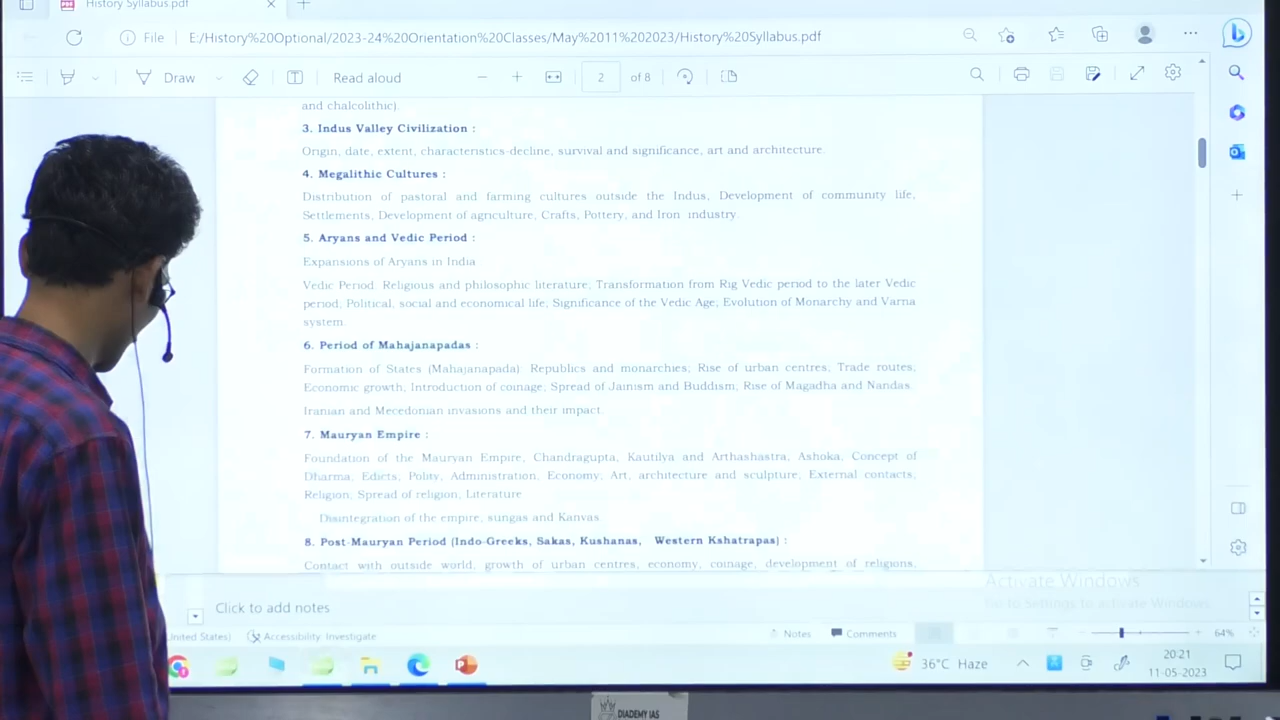 History Syllabus.pdf
File E:/History%20Optional/2023-24%20Orientation%20Classes/May%2011%202023/History%20Syllabus.pdf
Draw Read aloud 2 of 8
and chalcolithic).
3. Indus Valley Civilization :
Origin, date, extent, characteristics-decline, survival and significance, art and architecture.
4. Megalithic Cultures :
Distribution of pastoral and farming cultures outside the Indus, Development of community life,
Settlements, Development of agriculture, Crafts, Pottery, and Iron industry.
5. Aryans and Vedic Period :
Expansions of Aryans in India
Vedic Period Religious and philosophic literature, Transformation from Rig Vedic period to the later Vedic
period, Political, social and economical life, Significance of the Vedic Age, Evolution of Monarchy and Varna
system.
6. Period of Mahajanapadas :
Formation of States (Mahajanapada) Republics and monarchies, Rise of urban centres, Trade routes,
Economic growth, Introduction of coinage, Spread of Jainism and Buddism, Rise of Magadha and Nandas.
Iranian and Mecedonian invasions and their impact.
7. Mauryan Empire :
Foundation of the Mauryan Empire, Chandragupta, Kautilya and Arthashastra, Ashoka, Concept of
Dharma, Edicts, Polity, Administration, Economy, Art, architecture and sculpture, External contacts,
Religion, Spread of religion, Literature
Disintegration of the empire, sungas and Kanvas
8. Post-Mauryan Period (Indo-Greeks, Sakas, Kushanas, Western Kshatrapas) :
Contact with outside world, growth of urban centres, economy, coinage, development of religions,
Activate Windows
Go to Settings to activate Windows.
Click to add notes
United States) Accessibility: Investigate Notes Comments 64%
36°C Haze 20:21
11-05-2023
DIADEMY IAS